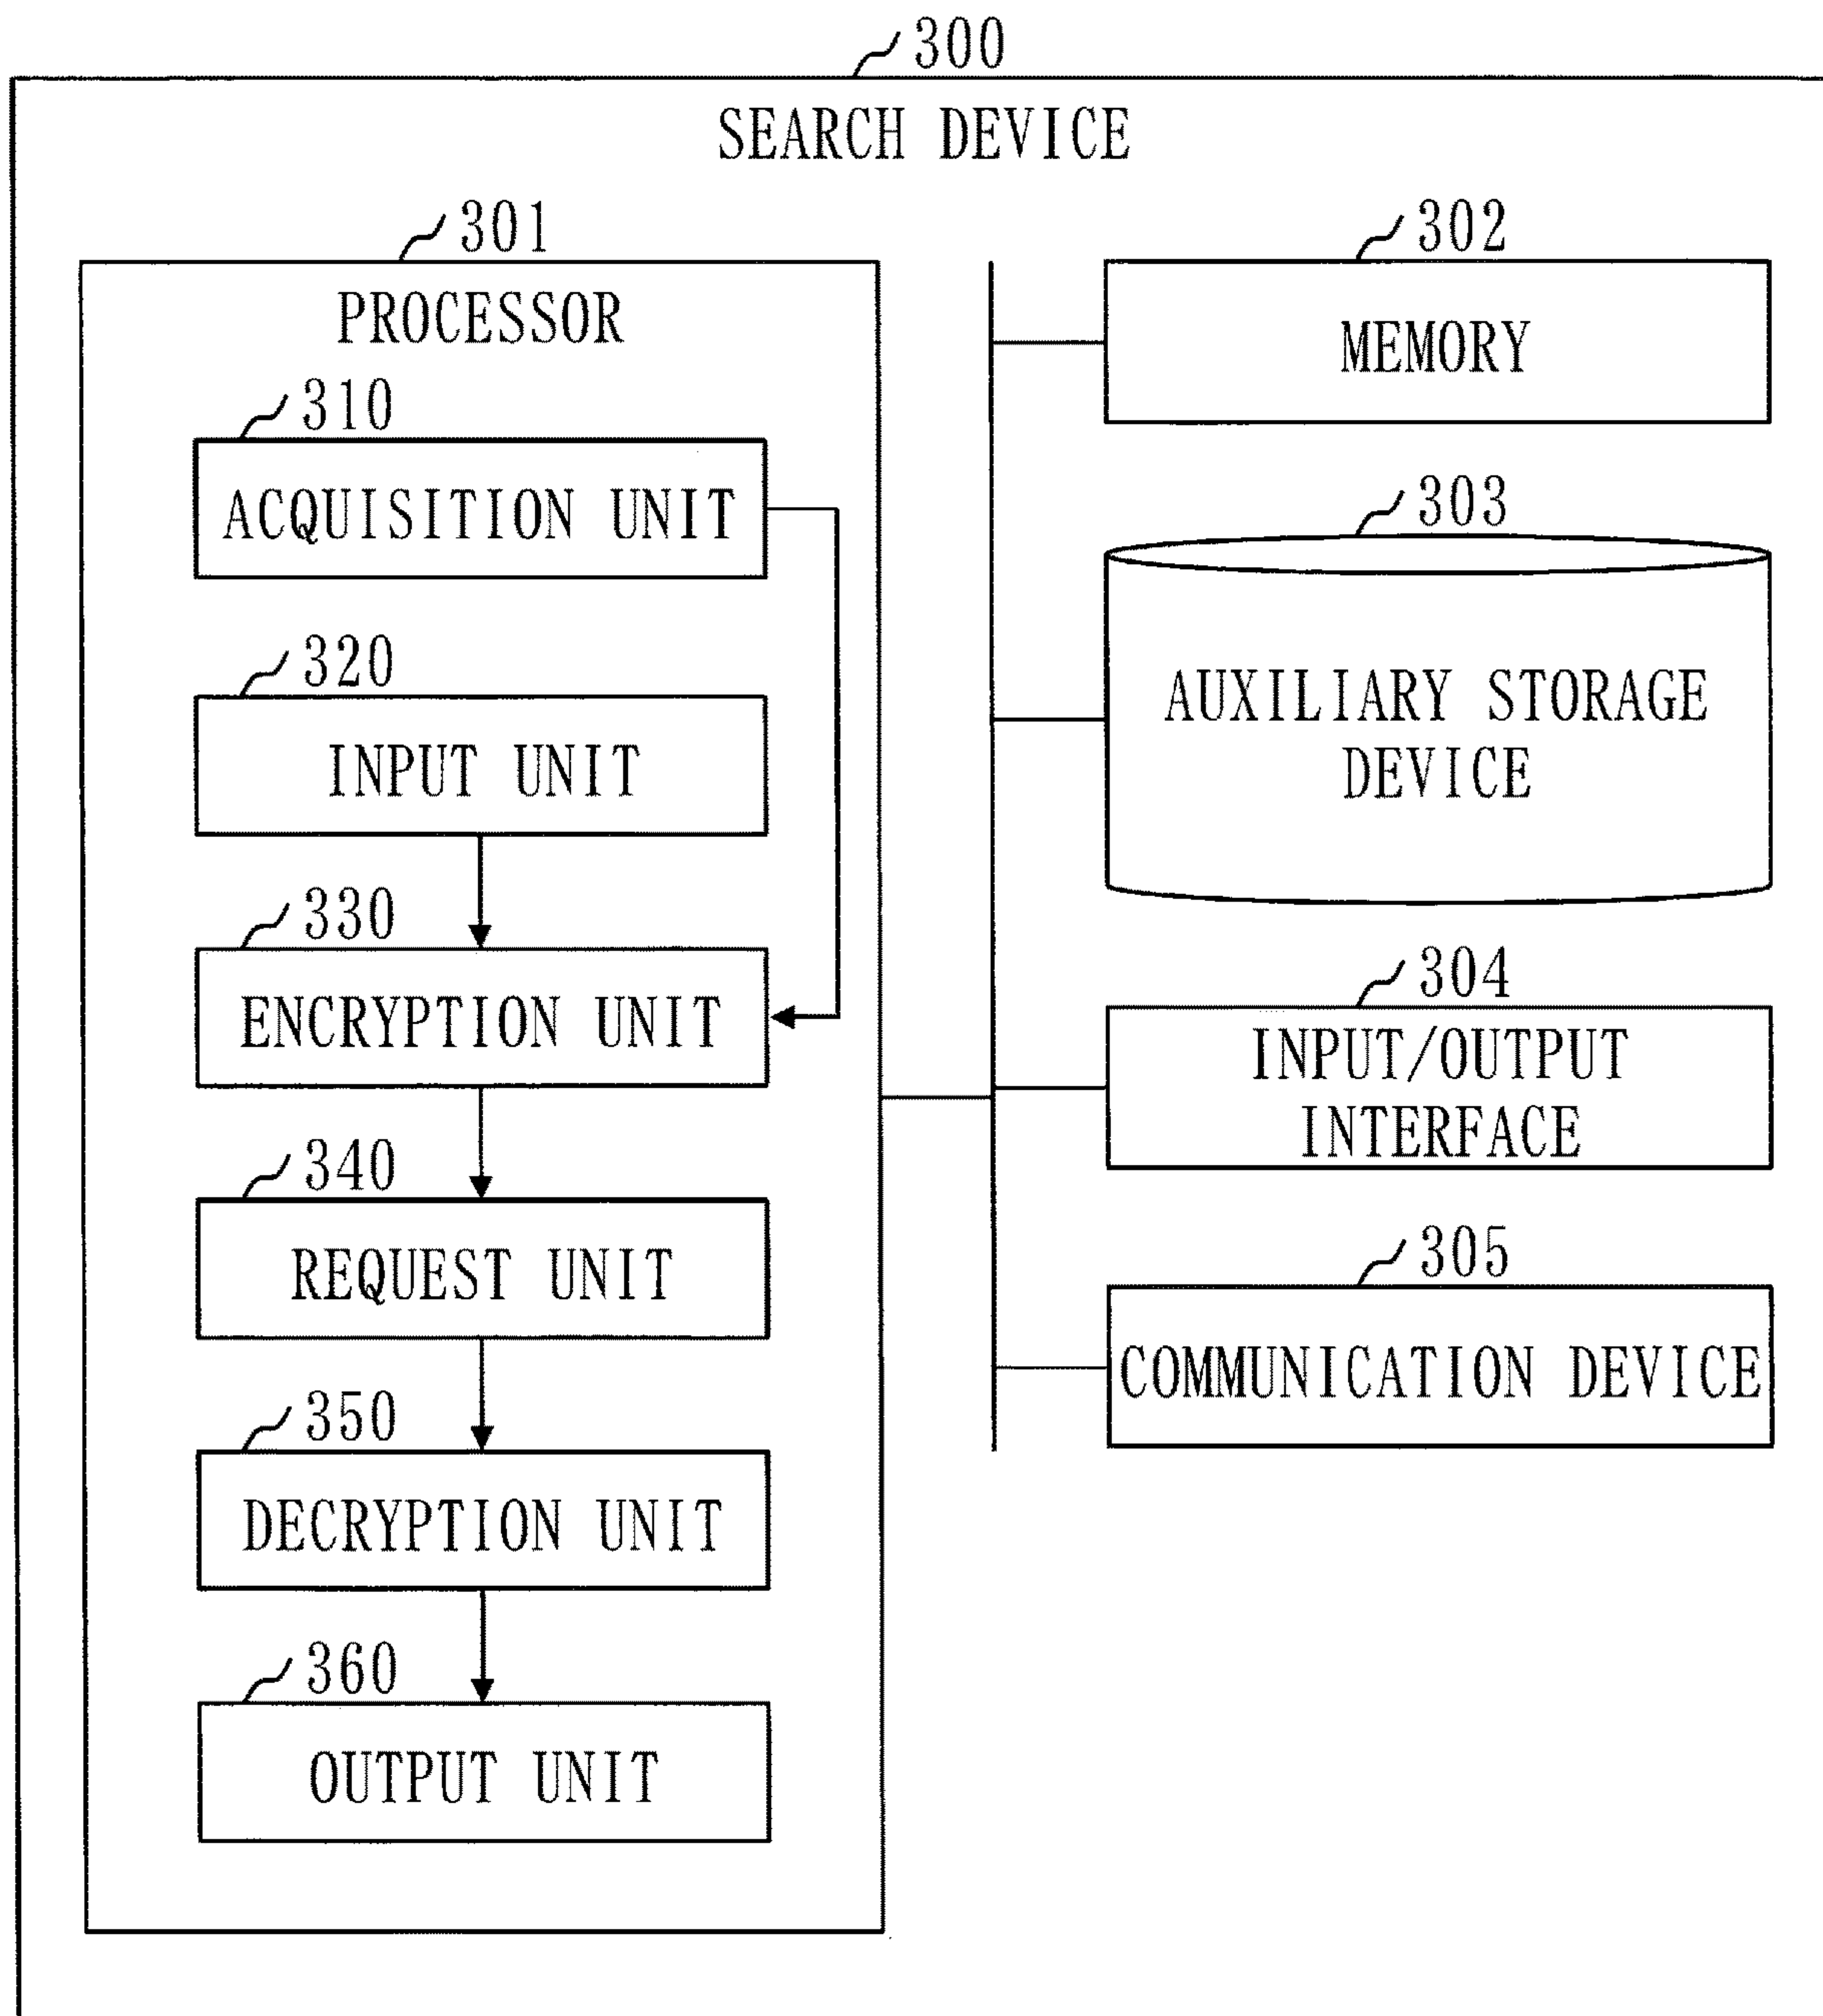 300
SEARCH DEVICE
301
PROCESSOR
310
ACQUISITION UNIT
320
INPUT UNIT
330
ENCRYPTION UNIT
340
REQUEST UNIT
350
DECRYPTION UNIT
360
OUTPUT UNIT
302
MEMORY
303
AUXILIARY STORAGE
DEVICE
304
INPUT/OUTPUT
INTERFACE
305
COMMUNICATION DEVICE